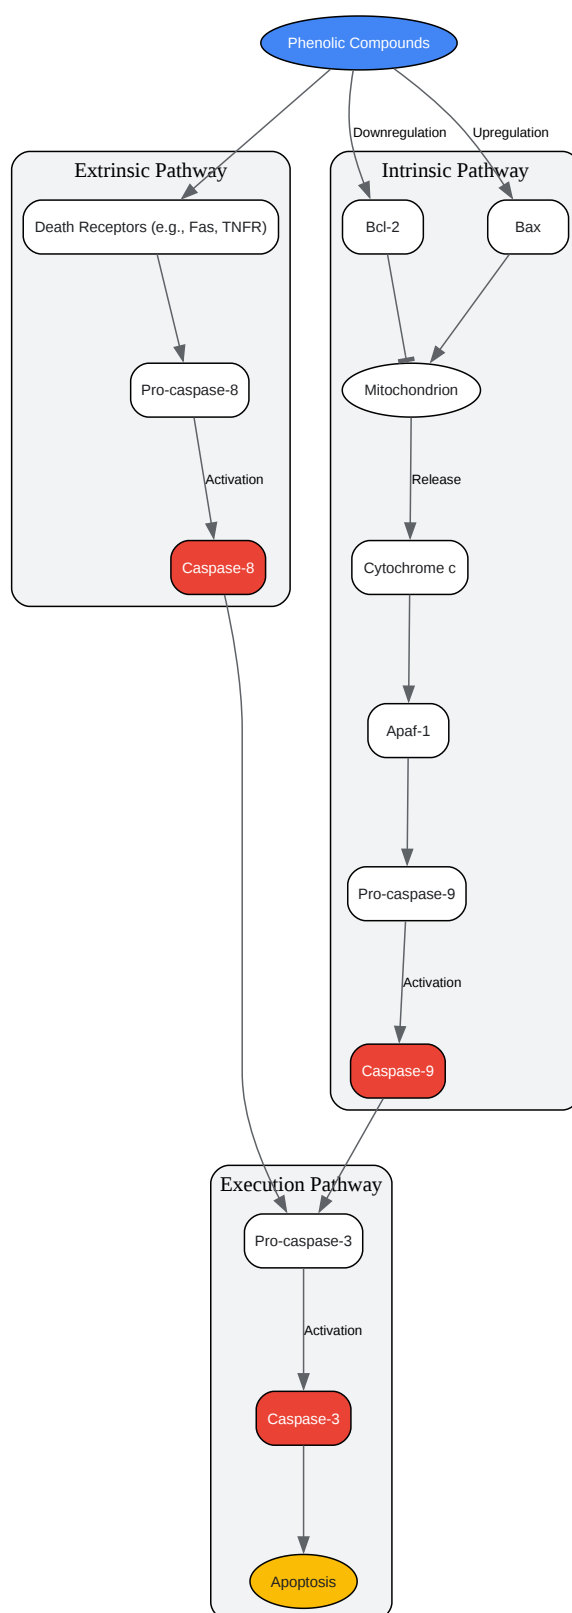 Phenolic Compounds
Downregulation
Upregulation
Extrinsic Pathway
Intrinsic Pathway
Death Receptors (e.g., Fas, TNFR)
Bcl-2
Bax
Pro-caspase-8
Mitochondrion
Activation
Release
Caspase-8
Cytochrome c
Apaf-1
Pro-caspase-9
Activation
Caspase-9
Execution Pathway
Pro-caspase-3
Activation
Caspase-3
Apoptosis